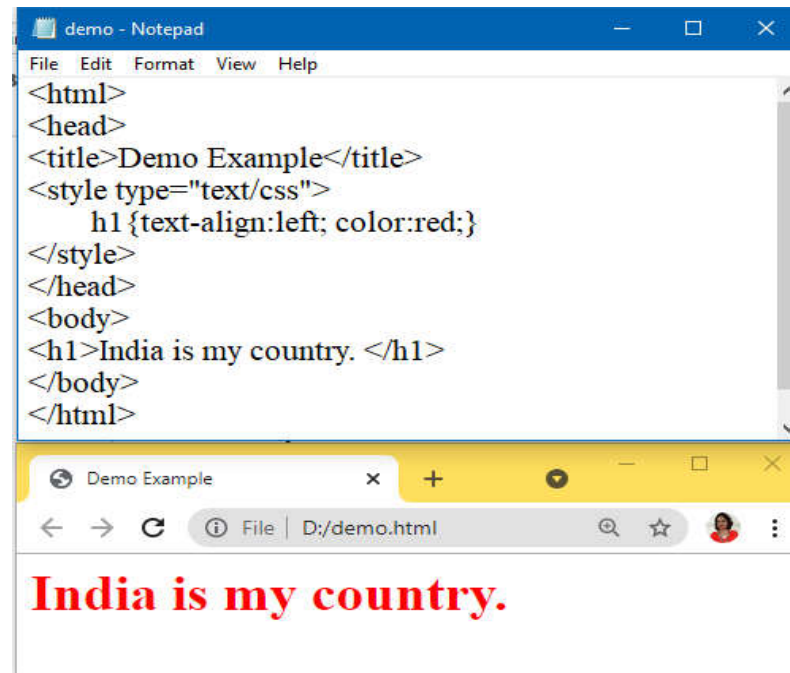 demo - Notepad
File Edit Format View Help
<html>
<head>
<title>Demo Example</title>
<style type="text/css">
h1{text-align:left; color:red;}
</style>
</head>
<body>
<h1>India is my country. </h1>
</body>
</html>
Demo Example
File | D:/demo.html
India is my country.